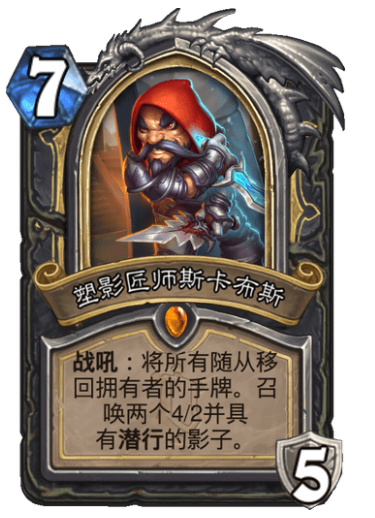 7
塑影匠师斯卡布斯
战吼：将所有随从移
回拥有者的手牌。召
唤两个4/2并具
有潜行的影子。
5